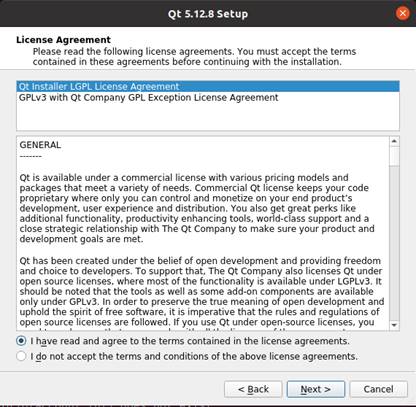 Qt 5.12.8 Setup
License Agreement
Please read the following license agreements. You must accept the terms
contained in these agreements before continuing with the installation.
Qt Installer LGPL License Agreement
GPLv3 with Qt Company GPL Exception License Agreement
GENERAL
-------
Qt is available under a commercial license with various pricing models and
packages that meet a variety of needs. Commercial Qt license keeps your code
proprietary where only you can control and monetize on your end product's
development, user experience and distribution. You also get great perks like
additional functionality, productivity enhancing tools, world-class support and a
close strategic relationship with The Qt Company to make sure your product and
development goals are met.
Qt has been created under the belief of open development and providing freedom
and choice to developers. To support that, The Qt Company also licenses Qt under
open source licenses, where most of the functionality is available under LGPLv3. It
should be noted that the tools as well as some add-on components are available
only under GPLv3. In order to preserve the true meaning of open development and
uphold the spirit of free software, it is imperative that the rules and regulations of
open source licenses are followed. If you use Qt under open-source licenses, you
I have read and agree to the terms contained in the license agreements.
I do not accept the terms and conditions of the above license agreements.
< Back
Next >
Cancel